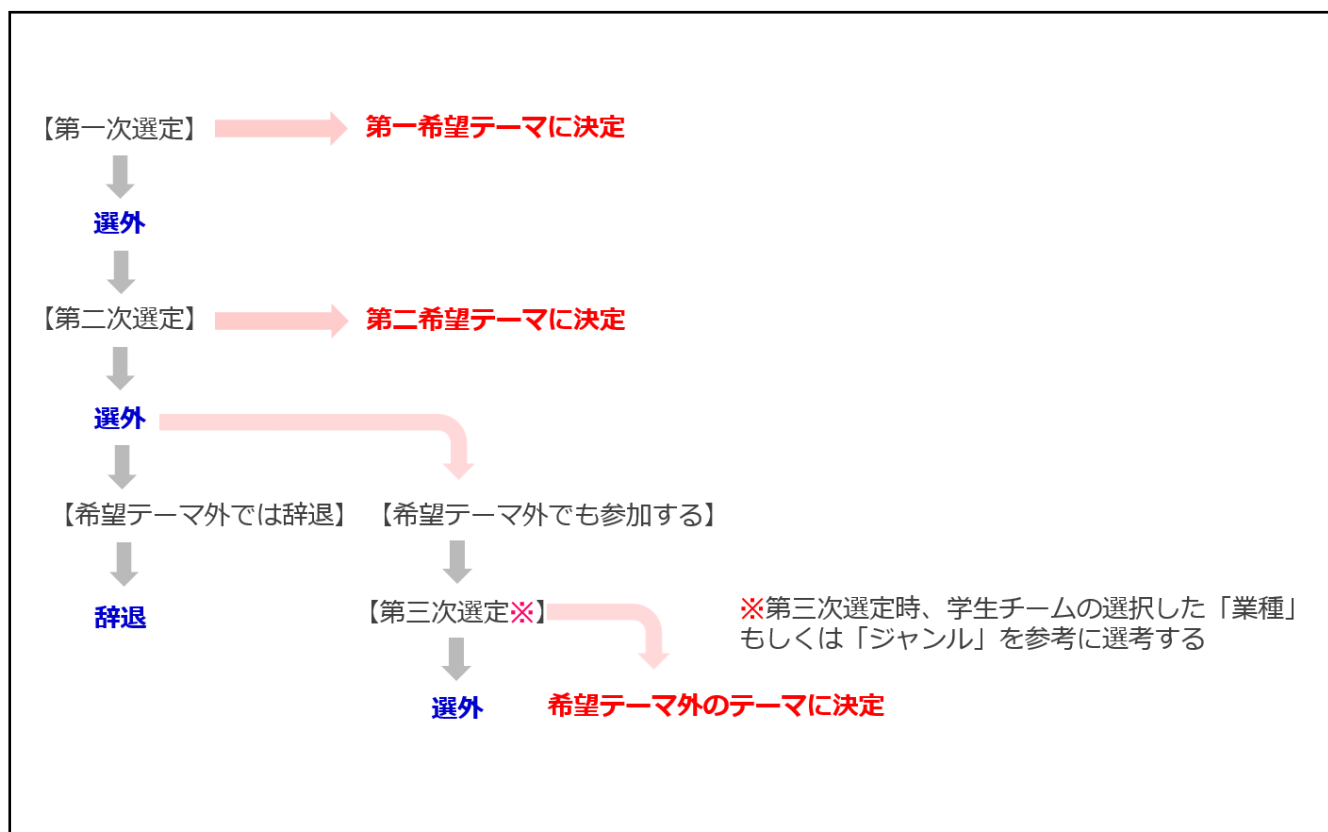 【第一次選定】
第一希望テーマに決定
選外
【第二次選定】
第二希望テーマに決定
選外
【希望テーマ外では辞退】
【希望テーマ外でも参加する】
辞退
【第三次選定※】
※第三次選定時、学生チームの選択した「業種」
もしくは「ジャンル」を参考に選考する
選外
希望テーマ外のテーマに決定